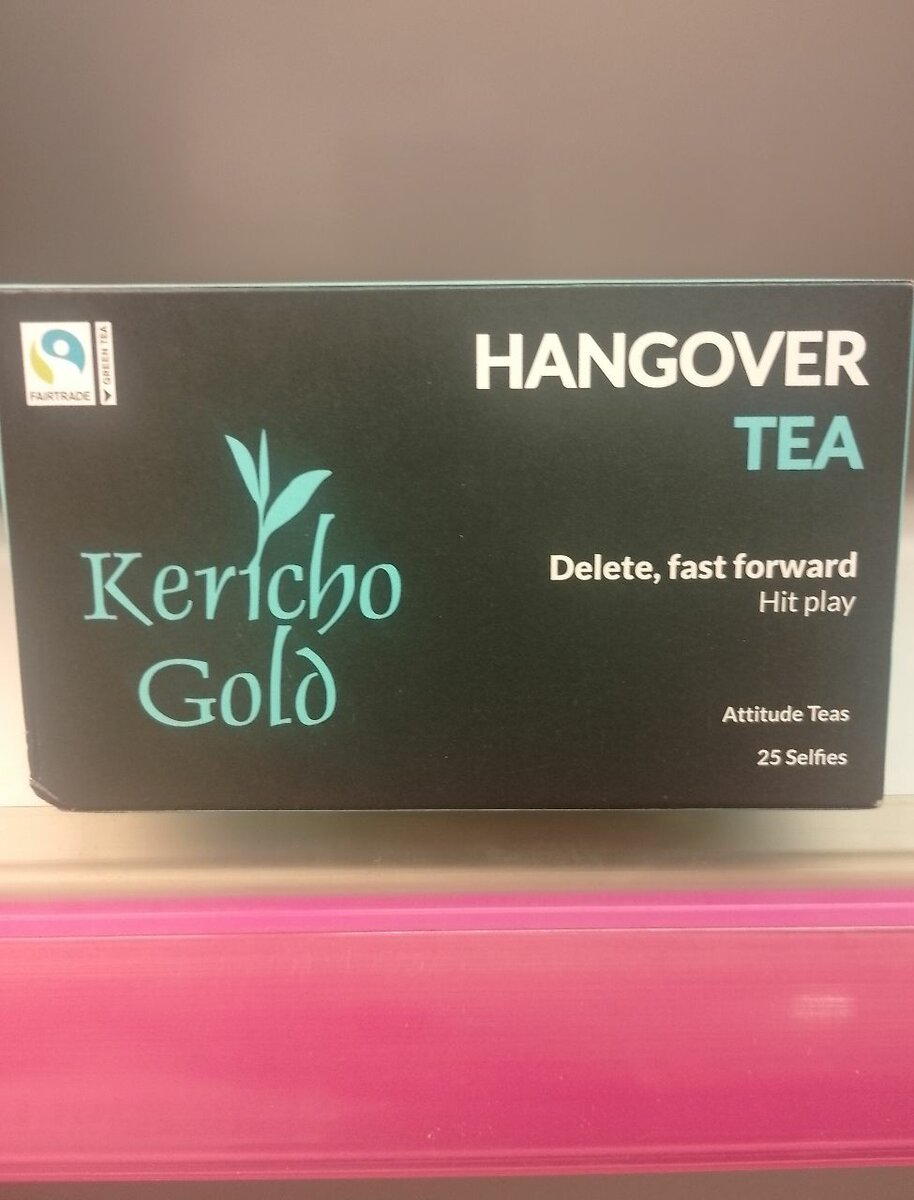 FAIRTRADE
GREEN TEA
HANGOVER
TEA
Kericho
Gold
Delete, fast forward
Hit play
Attitude Teas
25 Selfies